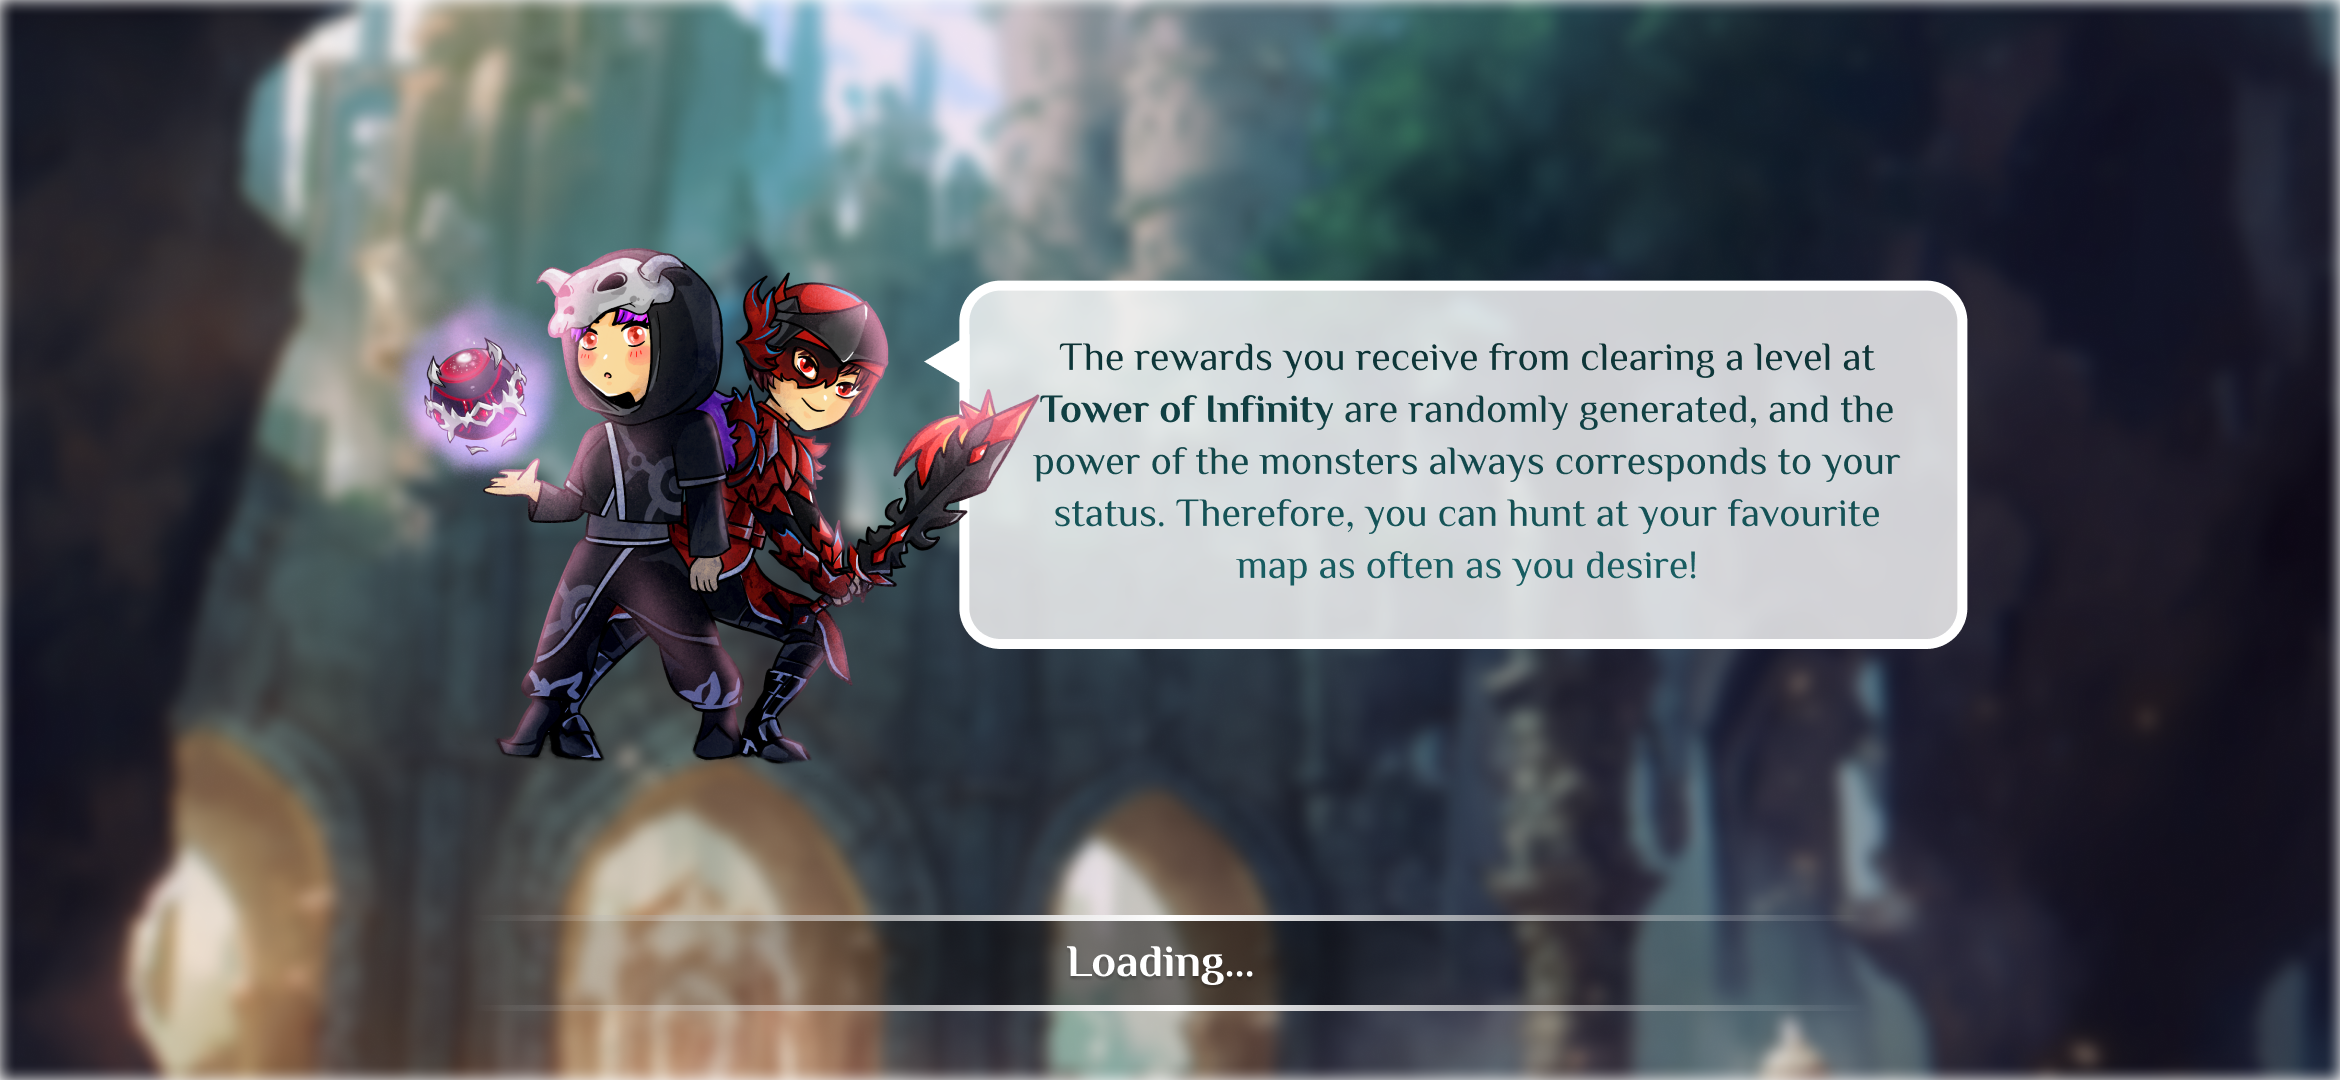 The rewards you receive from clearing a level at
Tower of Infinity are randomly generated, and the
power of the monsters always corresponds to your
status. Therefore, you can hunt at your favourite
map as often as you desire!
Loading...